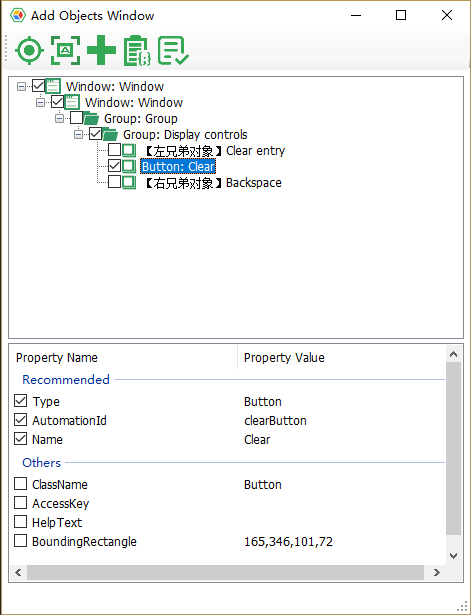 Add Objects Window
Window: Window
Window: Window
Group: Group
Group: Display controls
【左兄弟对象】Clear entry
Button: Clear
【右兄弟对象】Backspace
Property Name Property Value
Recommended
Type Button
AutomationId clearButton
Name Clear
Others
ClassName Button
AccessKey
HelpText
BoundingRectangle 165,346,101,72